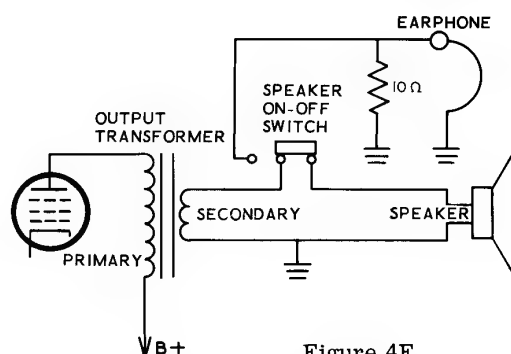 EARPHONE
10Ω
SPEAKER
ON-OFF
SWITCH
OUTPUT
TRANSFORMER
SECONDARY
SPEAKER
PRIMARY
B+
Figure 4F